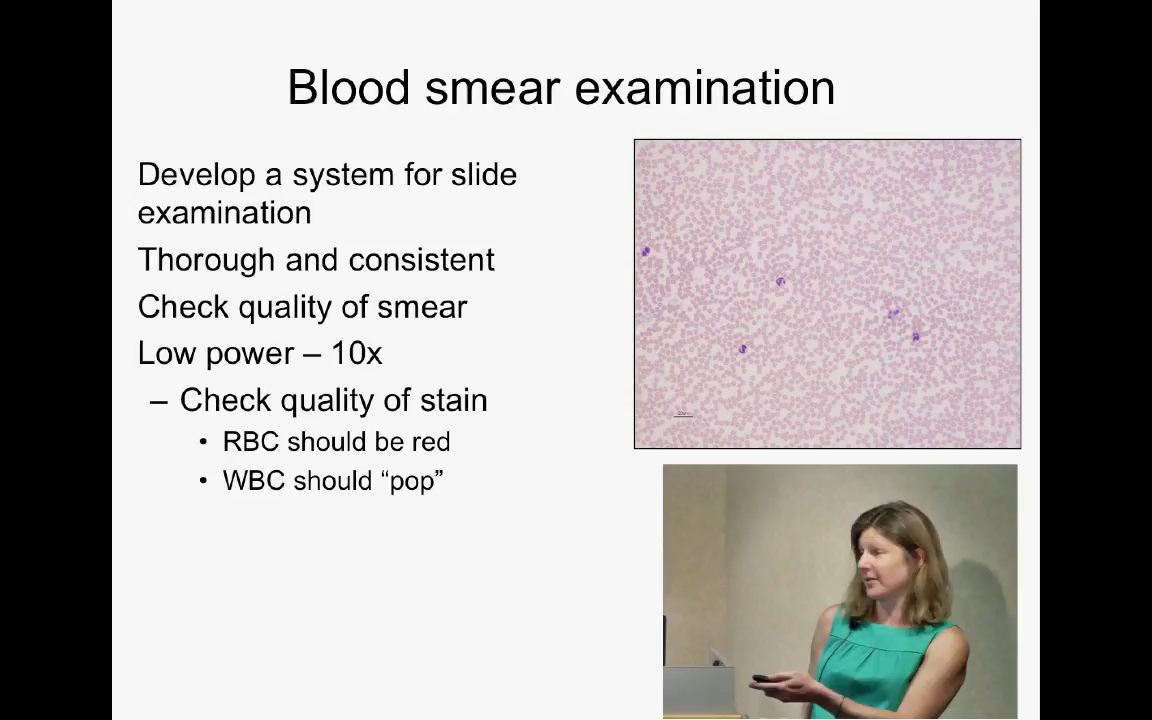 Blood smear examination
Develop a system for slide
examination
Thorough and consistent
Check quality of smear
Low power – 10x
– Check quality of stain
• RBC should be red
• WBC should “pop”